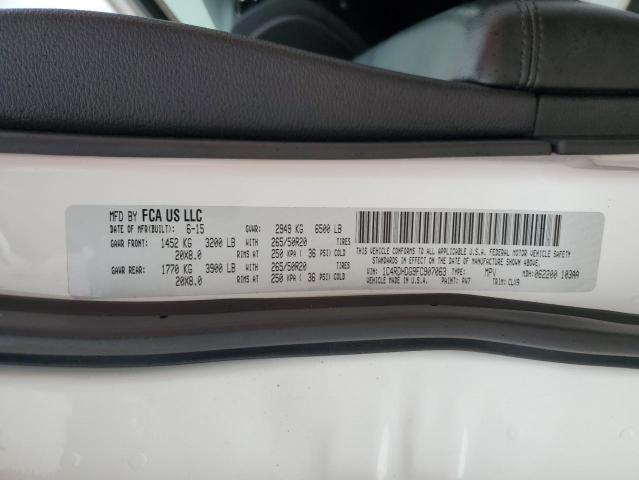 MFD BY FCA US LLC
DATE OF MFR(BUILT): 6-15 GVWR: 2949 KG 6500 LB
GAWR FRONT: 1452 KG 3200 LB WITH 265/50R20 TIRES
20X8.0 RIMS AT 250 KPA ( 36 PSI) COLD
GAWR REAR: 1770 KG 3900 LB WITH 265/50R20 TIRES
20X8.0 RIMS AT 250 KPA ( 36 PSI) COLD
THIS VEHICLE CONFORMS TO ALL APPLICABLE U.S.A. FEDERAL MOTOR VEHICLE SAFETY
STANDARDS IN EFFECT ON THE DATE OF MANUFACTURE SHOWN ABOVE.
VIN: 1C4RDHDG9FC907063 TYPE: MPV MDH:062200 103AA
VEHICLE MADE IN U.S.A. PAINT: PW7 TRIM: CLV9